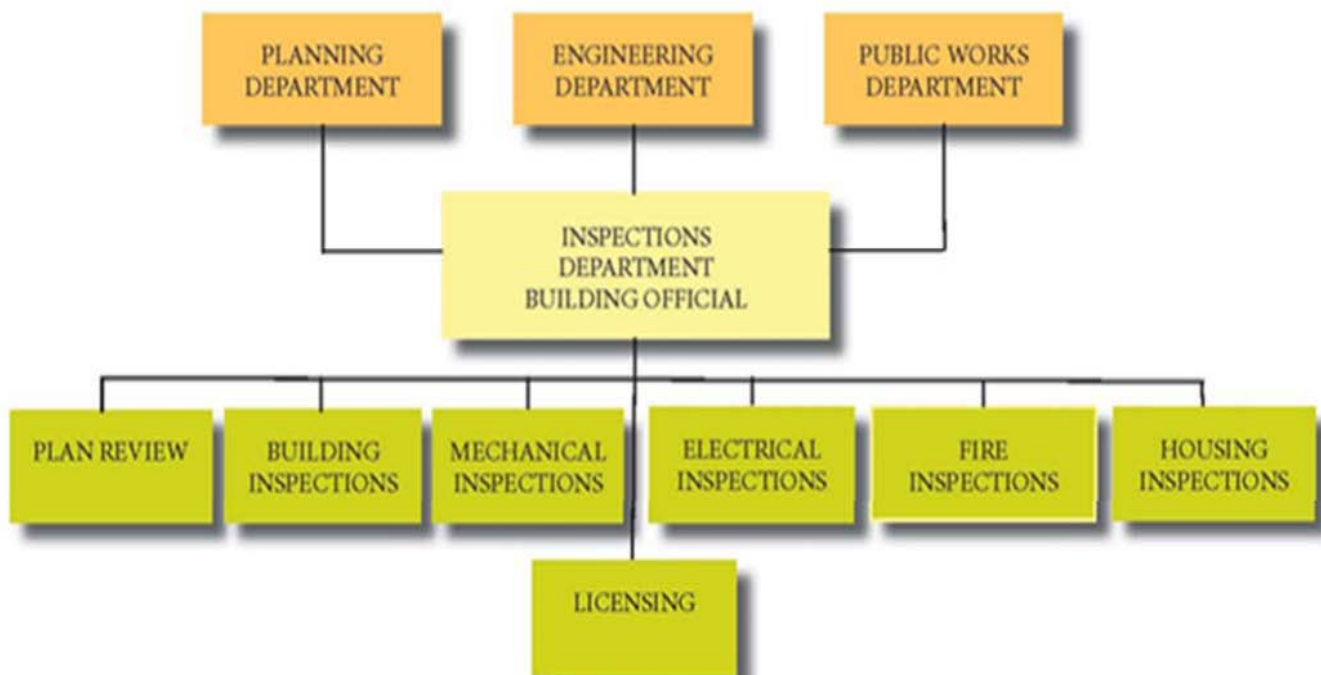 PLANNING
DEPARTMENT
ENGINEERING
DEPARTMENT
PUBLIC WORKS
DEPARTMENT
INSPECTIONS
DEPARTMENT
BUILDING OFFICIAL
PLAN REVIEW
BUILDING
INSPECTIONS
MECHANICAL
INSPECTIONS
ELECTRICAL
INSPECTIONS
FIRE
INSPECTIONS
HOUSING
INSPECTIONS
LICENSING